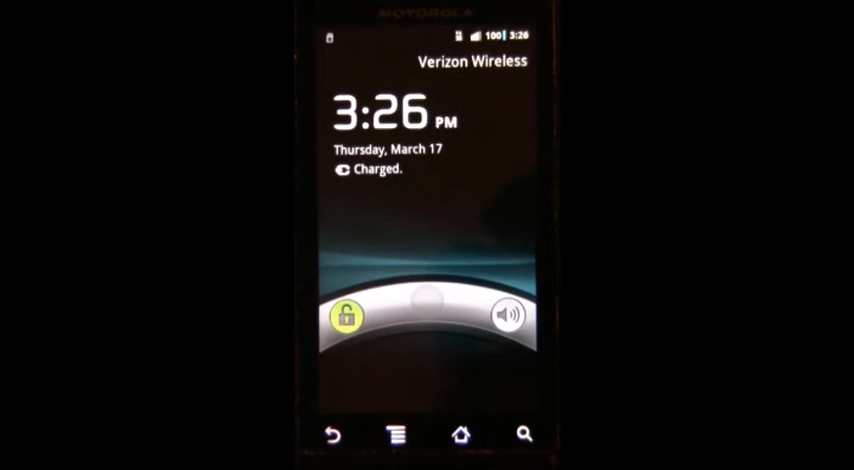 MOTOROLA
100 3:26
Verizon Wireless
3:26 PM
Thursday, March 17
Charged.